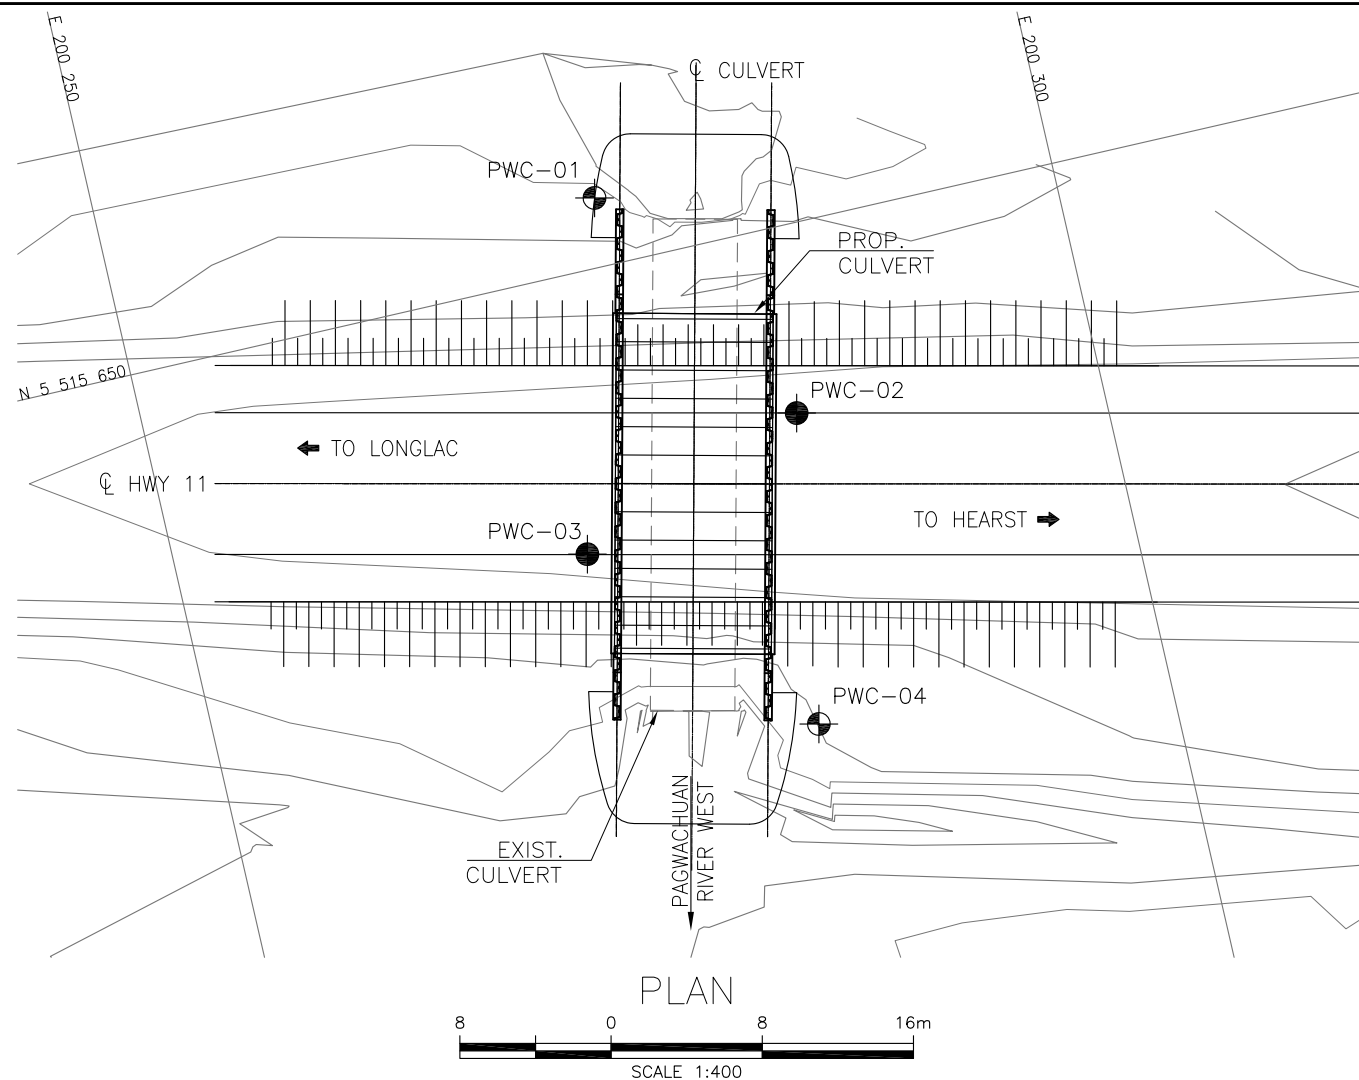 E 200 250
E 200 300
℄ CULVERT
PWC-01
PROP.
CULVERT
N 5 515 650
PWC-02
TO LONGLAC
℄ HWY 11
TO HEARST
PWC-03
PWC-04
PAGWACHUAN
RIVER WEST
EXIST.
CULVERT
PLAN
8 0 8 16m
SCALE 1:400